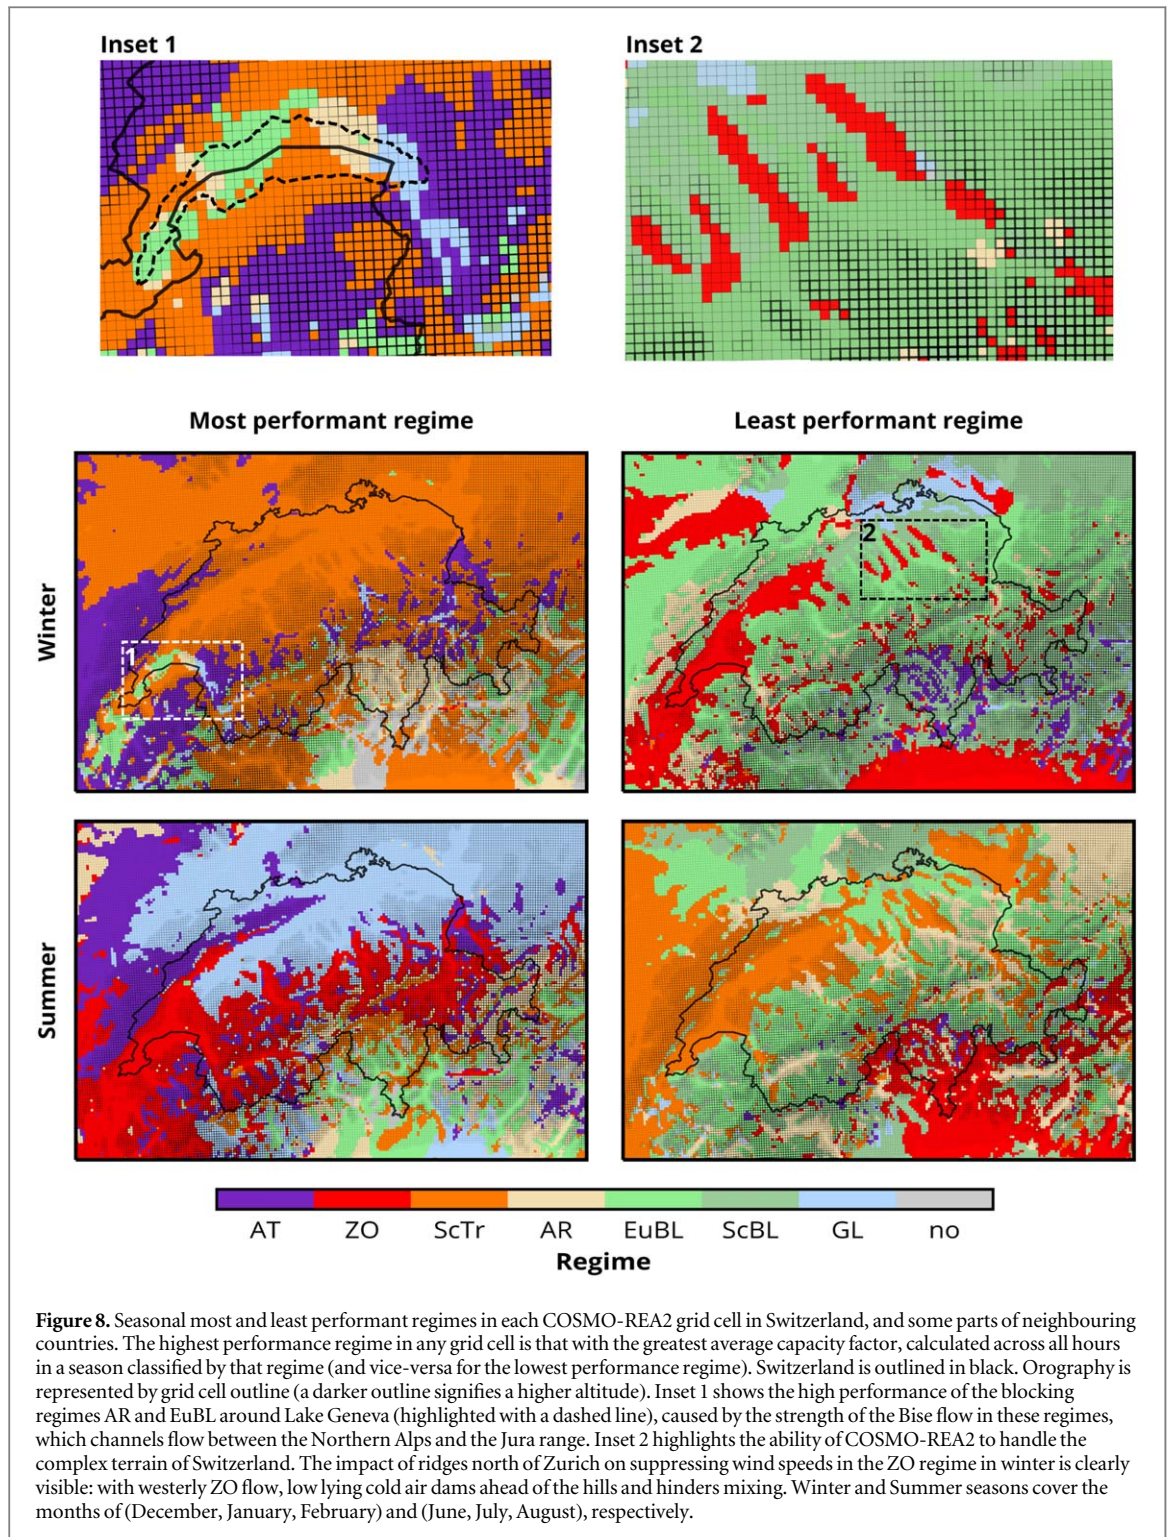 Inset 1
Inset 2
Most performant regime
Least performant regime
Winter
1
2
Summer
AT ZO ScTr AR EuBL ScBL GL no
Regime
Figure 8. Seasonal most and least performant regimes in each COSMO-REA2 grid cell in Switzerland, and some parts of neighbouring
countries. The highest performance regime in any grid cell is that with the greatest average capacity factor, calculated across all hours
in a season classified by that regime (and vice-versa for the lowest performance regime). Switzerland is outlined in black. Orography is
represented by grid cell outline (a darker outline signifies a higher altitude). Inset 1 shows the high performance of the blocking
regimes AR and EuBL around Lake Geneva (highlighted with a dashed line), caused by the strength of the Bise flow in these regimes,
which channels flow between the Northern Alps and the Jura range. Inset 2 highlights the ability of COSMO-REA2 to handle the
complex terrain of Switzerland. The impact of ridges north of Zurich on suppressing wind speeds in the ZO regime in winter is clearly
visible: with westerly ZO flow, low lying cold air dams ahead of the hills and hinders mixing. Winter and Summer seasons cover the
months of (December, January, February) and (June, July, August), respectively.